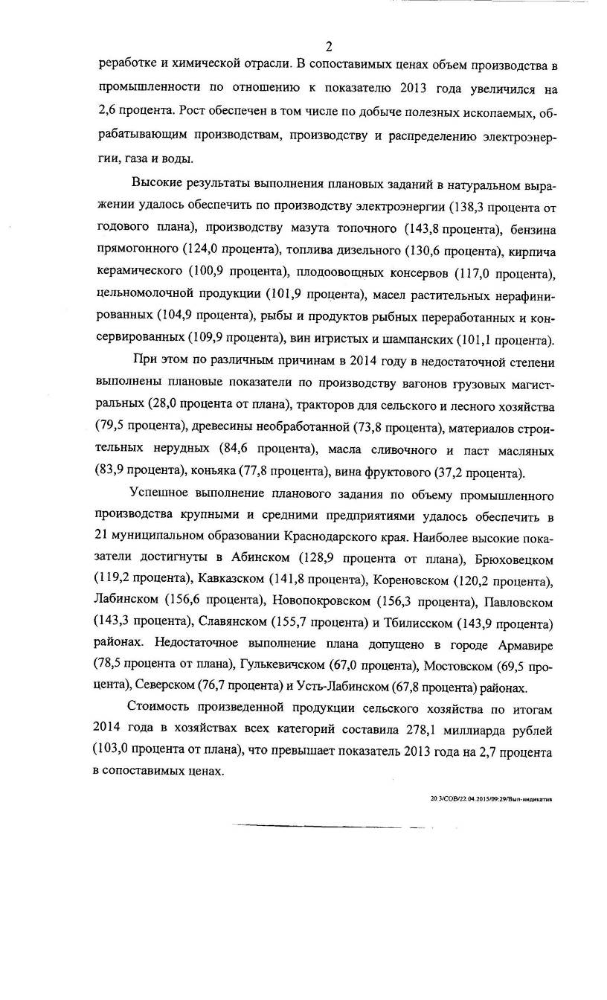 2
реработке и химической отрасли. В сопоставимых ценах объем производства в
промышленности по отношению к показателю 2013 года увеличился на
2,6 процента. Рост обеспечен в том числе по добыче полезных ископаемых, об-
рабатывающим производствам, производству и распределению электроэнер-
гии, газа и воды.
Высокие результаты выполнения плановых заданий в натуральном выра-
жении удалось обеспечить по производству электроэнергии (138,3 процента от
годового плана), производству мазута топочного (143,8 процента), бензина
прямогонного (124,0 процента), топлива дизельного (130,6 процента), кирпича
керамического (100,9 процента), плодоовощных консервов (117,0 процента),
цельномолочной продукции (101,9 процента), масел растительных нерафини-
рованных (104,9 процента), рыбы и продуктов рыбных переработанных и кон-
сервированных (109,9 процента), вин игристых и шампанских (101,1 процента).
При этом по различным причинам в 2014 году в недостаточной степени
выполнены плановые показатели по производству вагонов грузовых магист-
ральных (28,0 процента от плана), тракторов для сельского и лесного хозяйства
(79,5 процента), древесины необработанной (73,8 процента), материалов строи-
тельных нерудных (84,6 процента), масла сливочного и паст масляных
(83,9 процента), коньяка (77,8 процента), вина фруктового (37,2 процента).
Успешное выполнение планового задания по объему промышленного
производства крупными и средними предприятиями удалось обеспечить в
21 муниципальном образовании Краснодарского края. Наиболее высокие пока-
затели достигнуты в Абинском (128,9 процента от плана), Брюховецком
(119,2 процента), Кавказском (141,8 процента), Кореновском (120,2 процента),
Лабинском (156,6 процента), Новопокровском (156,3 процента), Павловском
(143,3 процента), Славянском (155,7 процента) и Тбилисском (143,9 процента)
районах. Недостаточное выполнение плана допущено в городе Армавире
(78,5 процента от плана), Гулькевичском (67,0 процента), Мостовском (69,5 про-
цента), Северском (76,7 процента) и Усть-Лабинском (67,8 процента) районах.
Стоимость произведенной продукции сельского хозяйства по итогам
2014 года в хозяйствах всех категорий составила 278,1 миллиарда рублей
(103,0 процента от плана), что превышает показатель 2013 года на 2,7 процента
в сопоставимых ценах.
20.3/СОВ/22.04.2015/09:29/Вып-индикатив